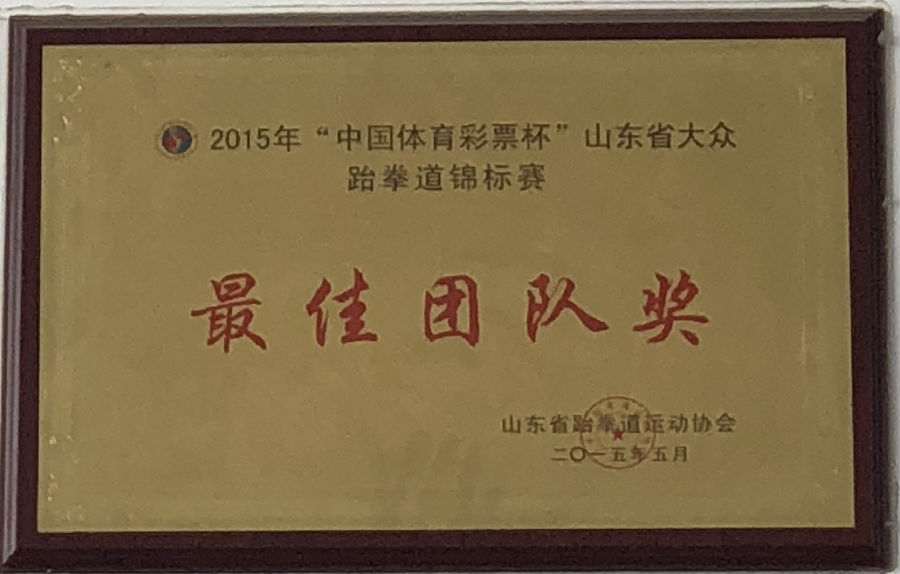 2015年“中国体育彩票杯”山东省大众
跆拳道锦标赛
最佳团队奖
山东省跆拳道运动协会
二〇一五年五月